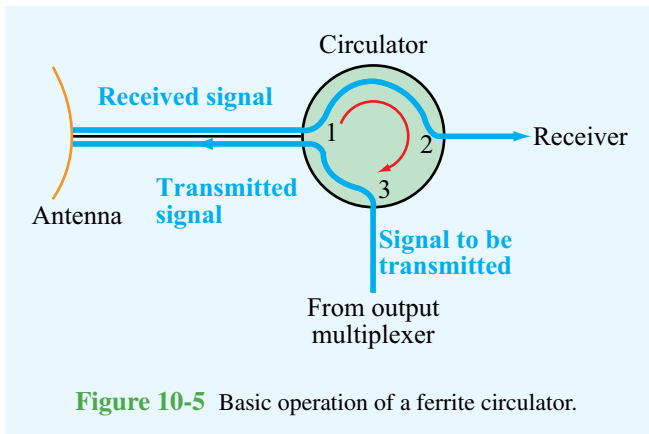 Circulator
Received signal
1
2
Receiver
3
Antenna
Transmitted
signal
Signal to be
transmitted
From output
multiplexer
Figure 10-5 Basic operation of a ferrite circulator.